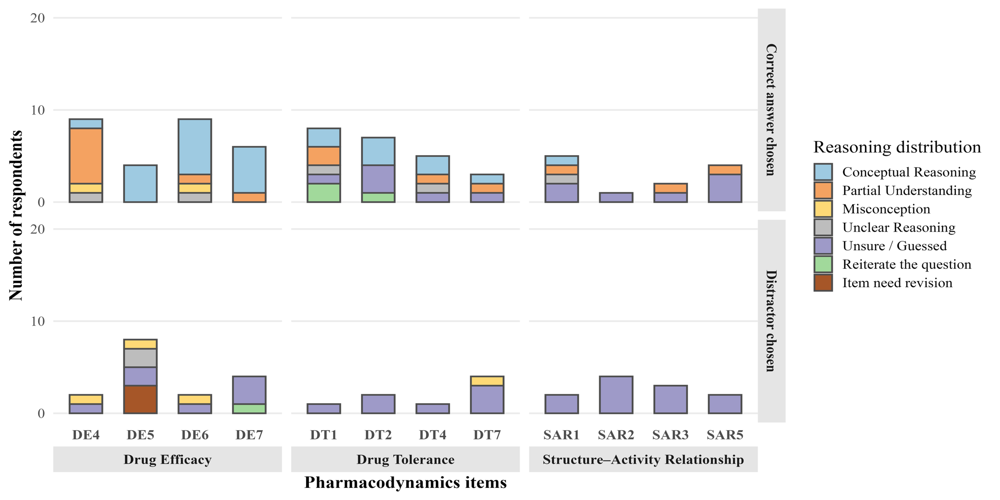 20
10
0
Correct answer chosen
20
10
0
Distractor chosen
Number of respondents
DE4 DE5 DE6 DE7 DT1 DT2 DT4 DT7 SAR1 SAR2 SAR3 SAR5
Drug Efficacy Drug Tolerance Structure–Activity Relationship
Pharmacodynamics items
Reasoning distribution
Conceptual Reasoning
Partial Understanding
Misconception
Unclear Reasoning
Unsure / Guessed
Reiterate the question
Item need revision